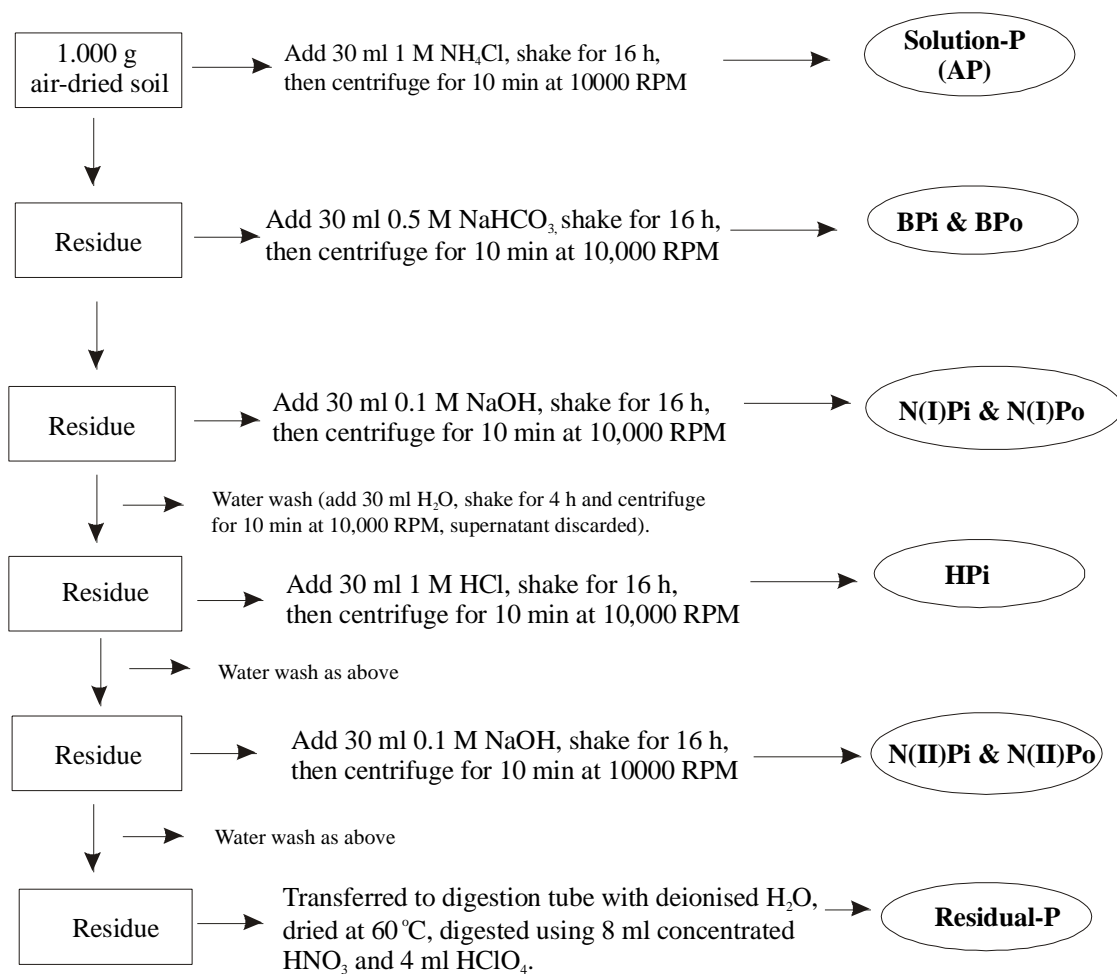 1.000 g
air-dried soil
Add 30 ml 1 M NH₄Cl, shake for 16 h,
then centrifuge for 10 min at 10000 RPM
Solution-P
(AP)
Residue
Add 30 ml 0.5 M NaHCO₃, shake for 16 h,
then centrifuge for 10 min at 10,000 RPM
BPi & BPo
Residue
Add 30 ml 0.1 M NaOH, shake for 16 h,
then centrifuge for 10 min at 10,000 RPM
N(I)Pi & N(I)Po
Water wash (add 30 ml H₂O, shake for 4 h and centrifuge
for 10 min at 10,000 RPM, supernatant discarded).
Residue
Add 30 ml 1 M HCl, shake for 16 h,
then centrifuge for 10 min at 10,000 RPM
HPi
Water wash as above
Residue
Add 30 ml 0.1 M NaOH, shake for 16 h,
then centrifuge for 10 min at 10000 RPM
N(II)Pi & N(II)Po
Water wash as above
Residue
Transferred to digestion tube with deionised H₂O,
dried at 60 °C, digested using 8 ml concentrated
HNO₃ and 4 ml HClO₄.
Residual-P